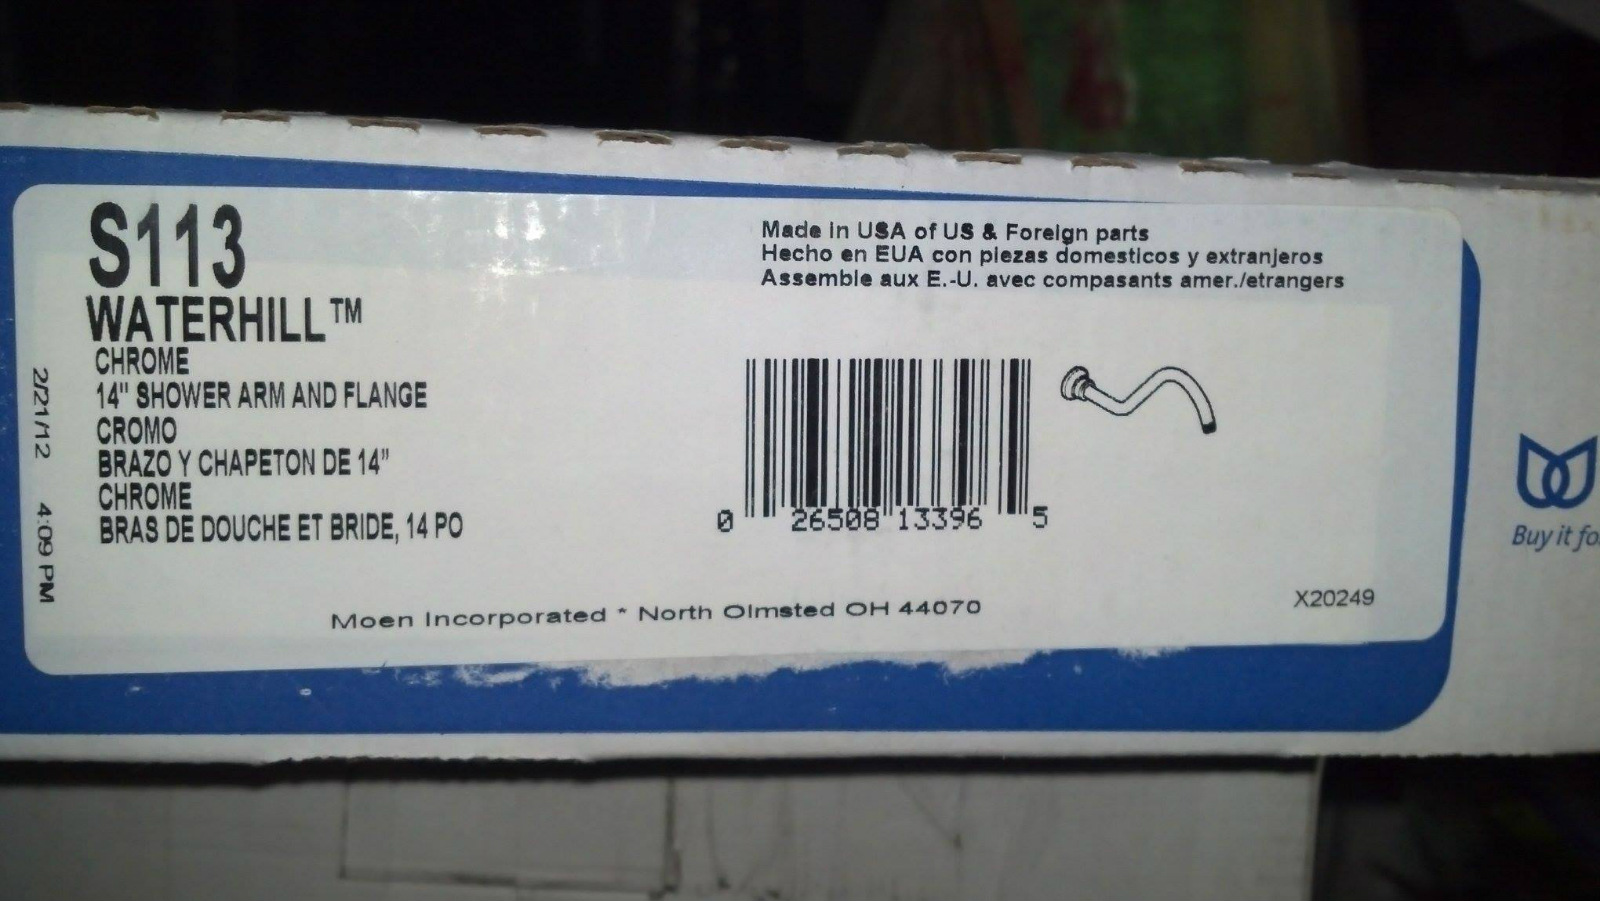 S113
WATERHILL™
CHROME
14" SHOWER ARM AND FLANGE
CROMO
BRAZO Y CHAPETON DE 14"
CHROME
BRAS DE DOUCHE ET BRIDE, 14 PO
2/21/12 4:09 PM
Made in USA of US & Foreign parts
Hecho en EUA con piezas domesticos y extranjeros
Assemble aux E.-U. avec compasants amer./etrangers
0 26508 13396 5
Moen Incorporated * North Olmsted OH 44070
X20249
Buy it fo